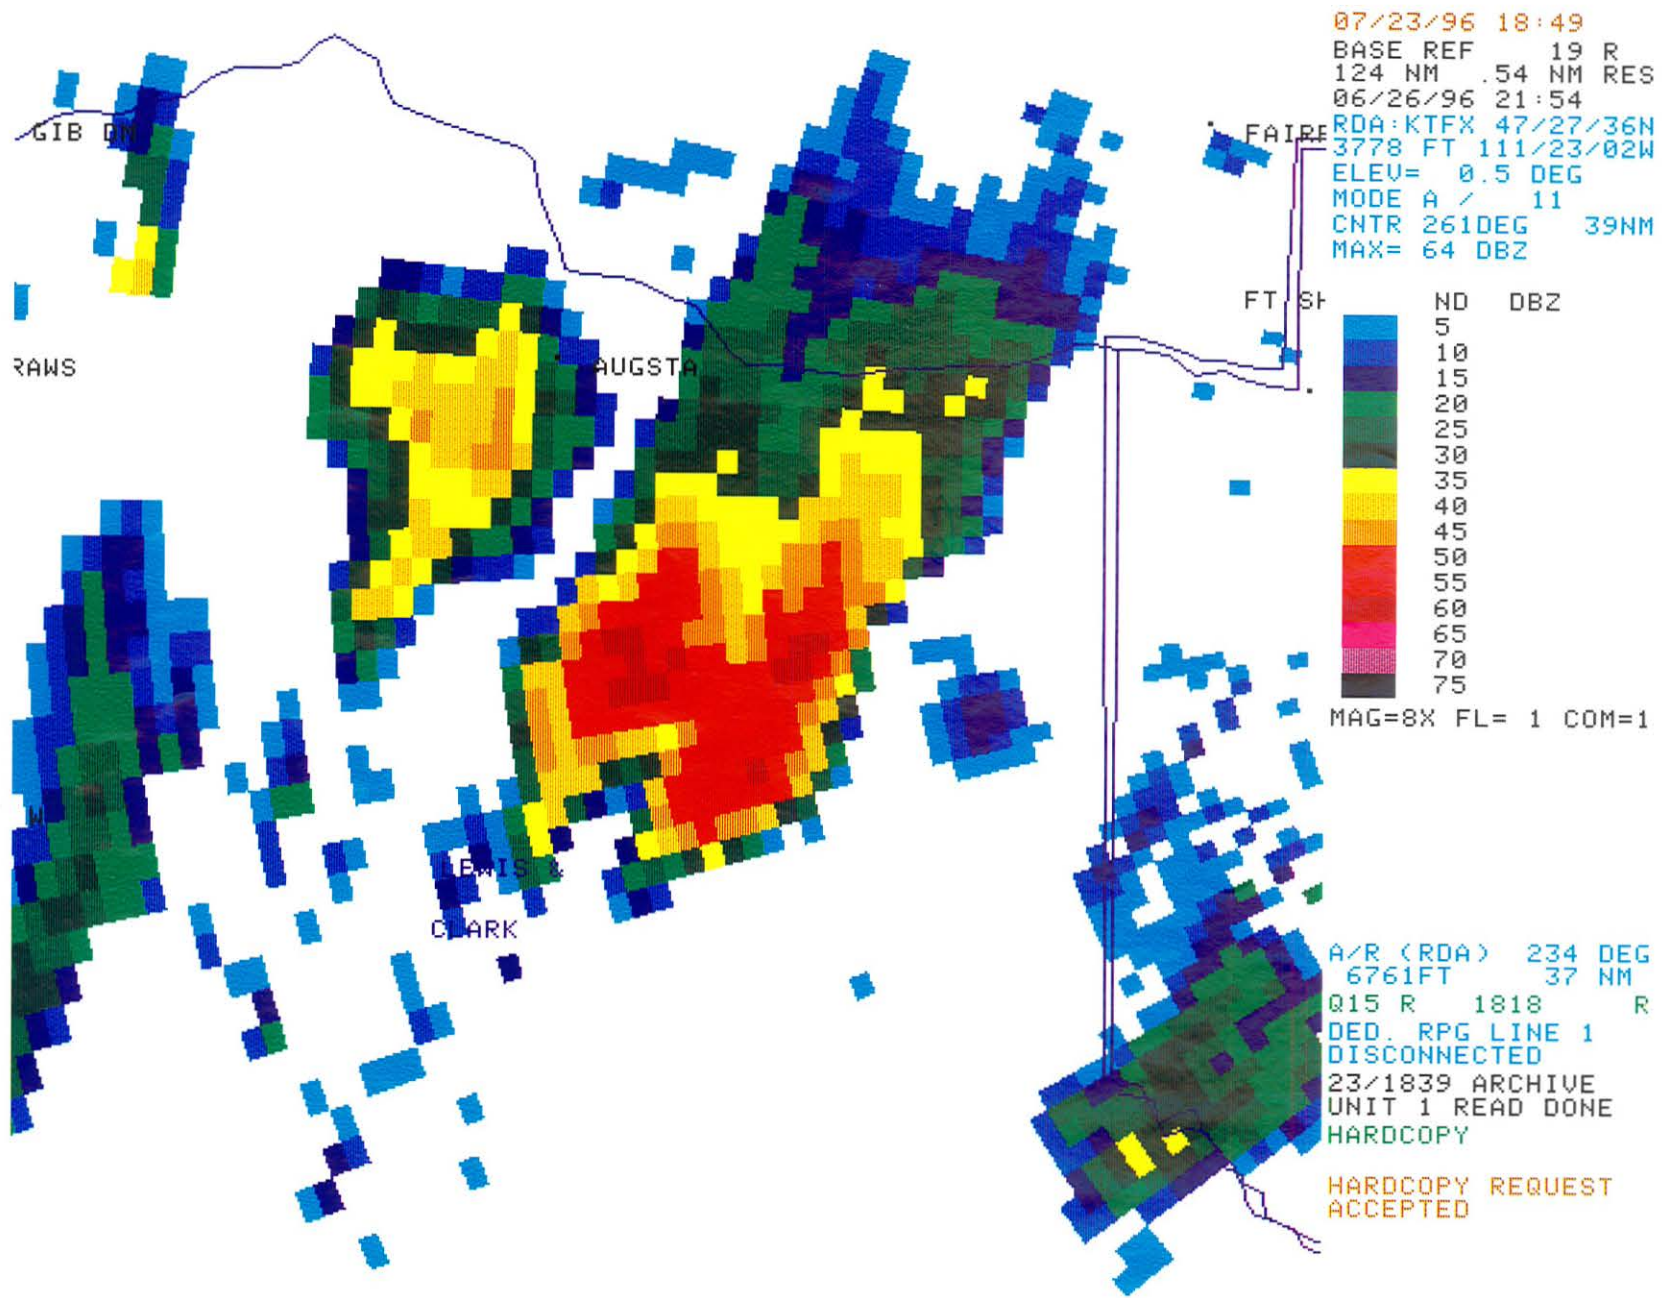 07/23/96 18:49
BASE REF 19 R
124 NM .54 NM RES
06/26/96 21:54
RDA:KTFX 47/27/36N
3778 FT 111/23/02W
ELEV= 0.5 DEG
MODE A / 11
CNTR 261DEG 39NM
MAX= 64 DBZ
ND DBZ
5
10
15
20
25
30
35
40
45
50
55
60
65
70
75
MAG=8X FL= 1 COM=1
A/R (RDA) 234 DEG
6761FT 37 NM
Q15 R 1818 R
DED. RPG LINE 1
DISCONNECTED
23/1839 ARCHIVE
UNIT 1 READ DONE
HARDCOPY
HARDCOPY REQUEST
ACCEPTED
GIB DM
FAIRF
FT SH
RAWS
AUGSTA
W
LEWIS &
CLARK